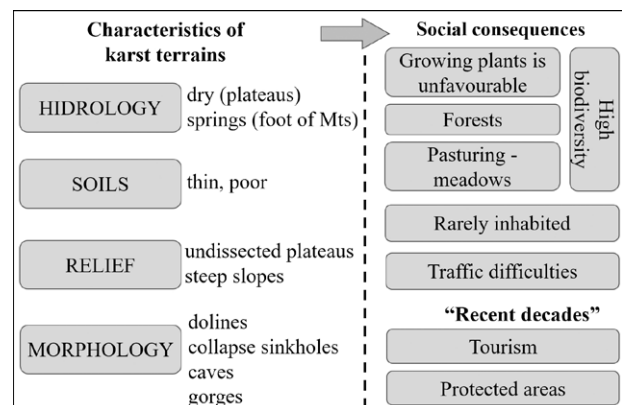 Characteristics of
karst terrains
HIDROLOGY
dry (plateaus)
springs (foot of Mts)
SOILS
thin, poor
RELIEF
undissected plateaus
steep slopes
MORPHOLOGY
dolines
collapse sinkholes
caves
gorges
Social consequences
Growing plants is
unfavourable
Forests
Pasturing -
meadows
High
biodiversity
Rarely inhabited
Traffic difficulties
“Recent decades”
Tourism
Protected areas